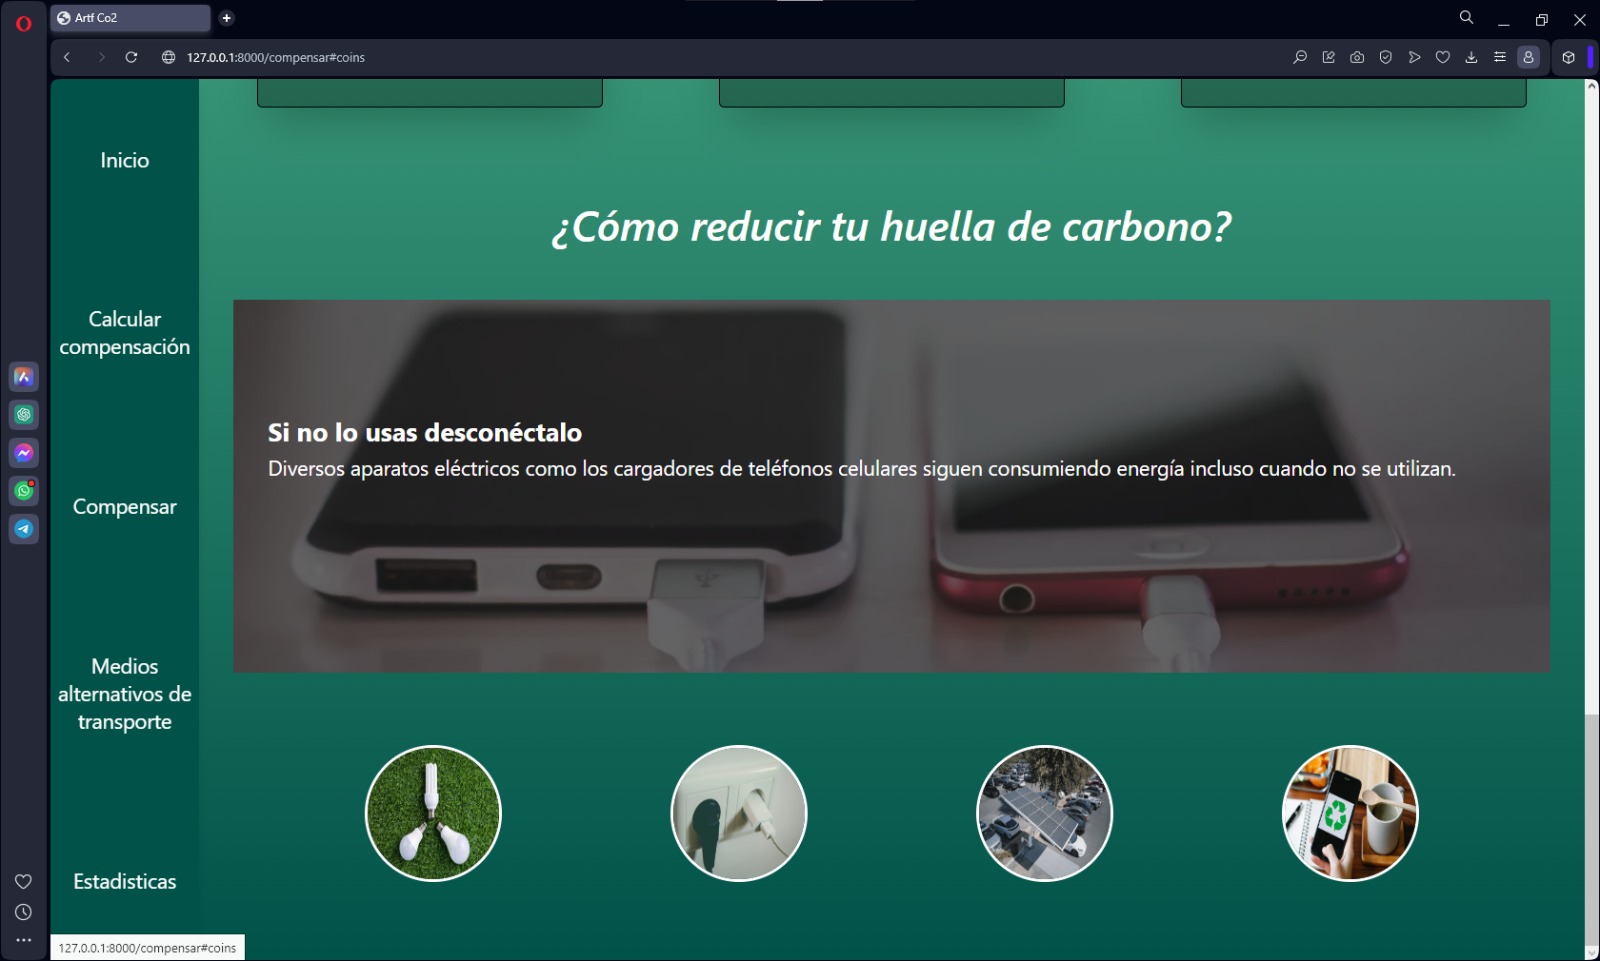 Artf Co2
127.0.0.1:8000/compensar#coins
Inicio
Calcular
compensación
Compensar
Medios
alternativos de
transporte
Estadisticas
¿Cómo reducir tu huella de carbono?
Si no lo usas desconéctalo
Diversos aparatos eléctricos como los cargadores de teléfonos celulares siguen consumiendo energía incluso cuando no se utilizan.
127.0.0.1:8000/compensar#coins